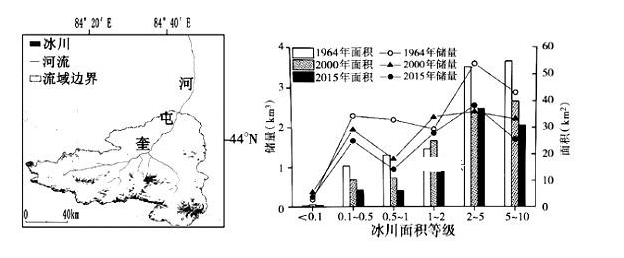 84° 20′ E
84° 40′ E
冰川
河流
流域边界
河
屯
奎
44°N
0
40km
1964年面积
2000年面积
2015年面积
1964年储量
2000年储量
2015年储量
储量(km³)
4
3
2
1
0
面积(km²)
60
50
40
30
20
10
0
<0.1
0.1~0.5
0.5~1
1~2
2~5
5~10
冰川面积等级